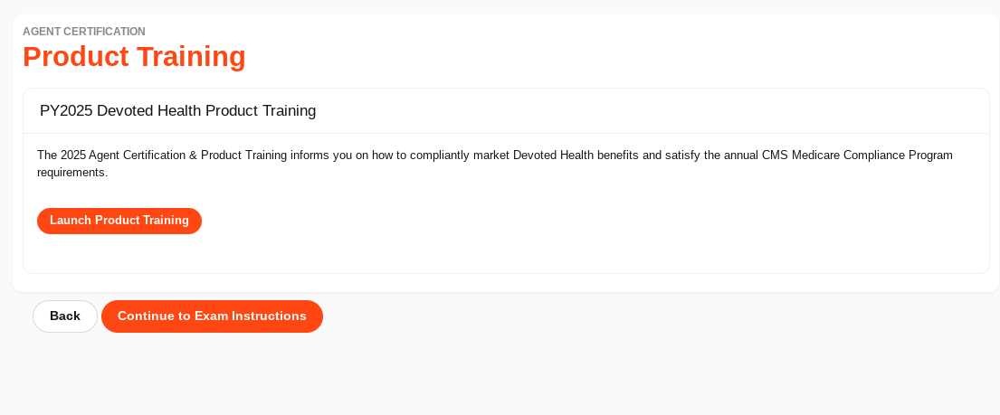 AGENT CERTIFICATION
Product Training
PY2025 Devoted Health Product Training
The 2025 Agent Certification & Product Training informs you on how to compliantly market Devoted Health benefits and satisfy the annual CMS Medicare Compliance Program
requirements.
Launch Product Training
Back
Continue to Exam Instructions